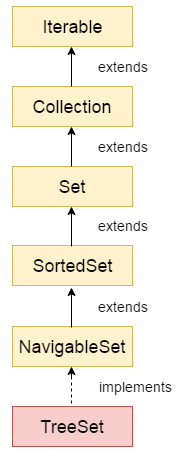 Iterable
extends
Collection
extends
Set
extends
SortedSet
extends
NavigableSet
implements
TreeSet